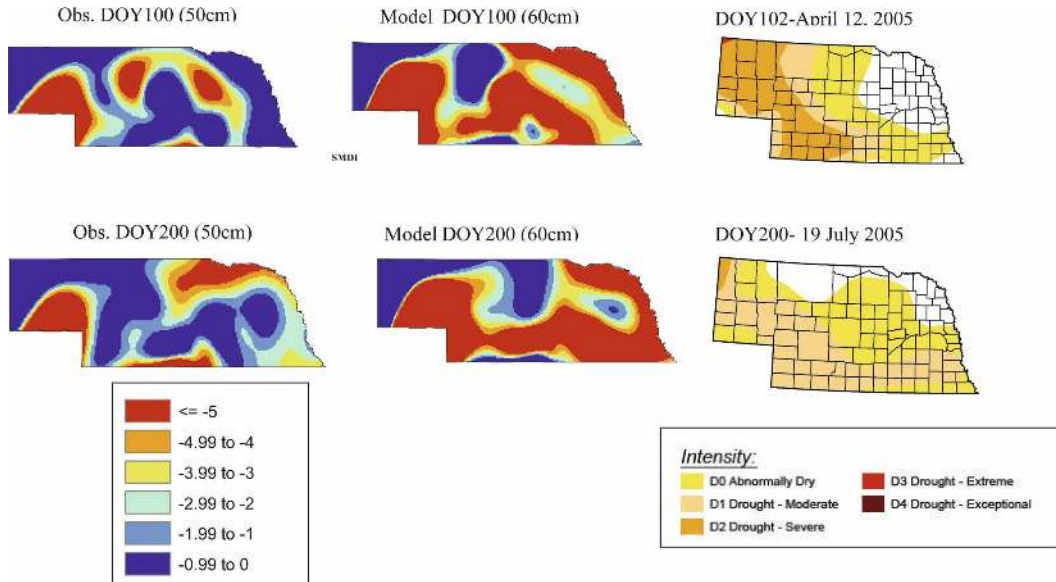 Obs. DOY100 (50cm)
Model DOY100 (60cm)
DOY102-April 12, 2005
SMDI
Obs. DOY200 (50cm)
Model DOY200 (60cm)
DOY200- 19 July 2005
<= -5
-4.99 to -4
-3.99 to -3
-2.99 to -2
-1.99 to -1
-0.99 to 0
Intensity:
D0 Abnormally Dry
D1 Drought - Moderate
D2 Drought - Severe
D3 Drought - Extreme
D4 Drought - Exceptional